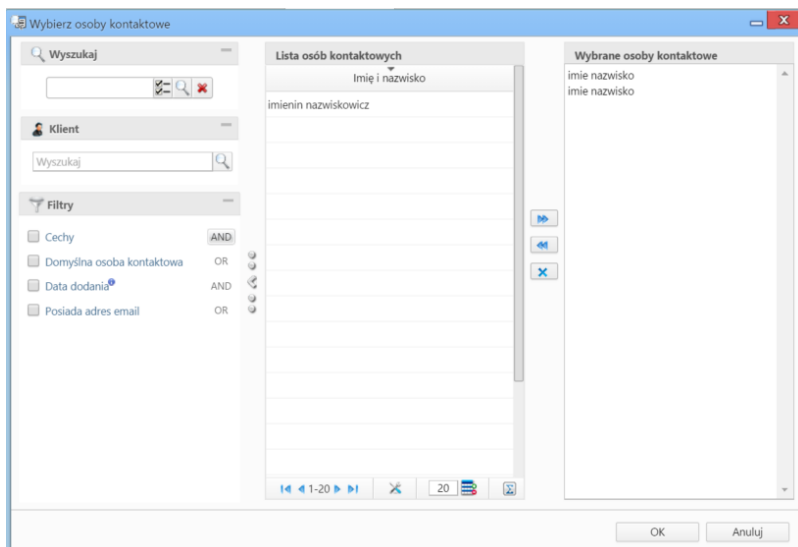 Wybierz osoby kontaktowe
Wyszukaj
Klient
Wyszukaj
Filtry
Cechy AND
Domyślna osoba kontaktowa OR
Data dodania AND
Posiada adres email OR
Lista osób kontaktowych
Imię i nazwisko
imienin nazwiskowicz
1-20 20
Wybrane osoby kontaktowe
imie nazwisko
imie nazwisko
OK Anuluj